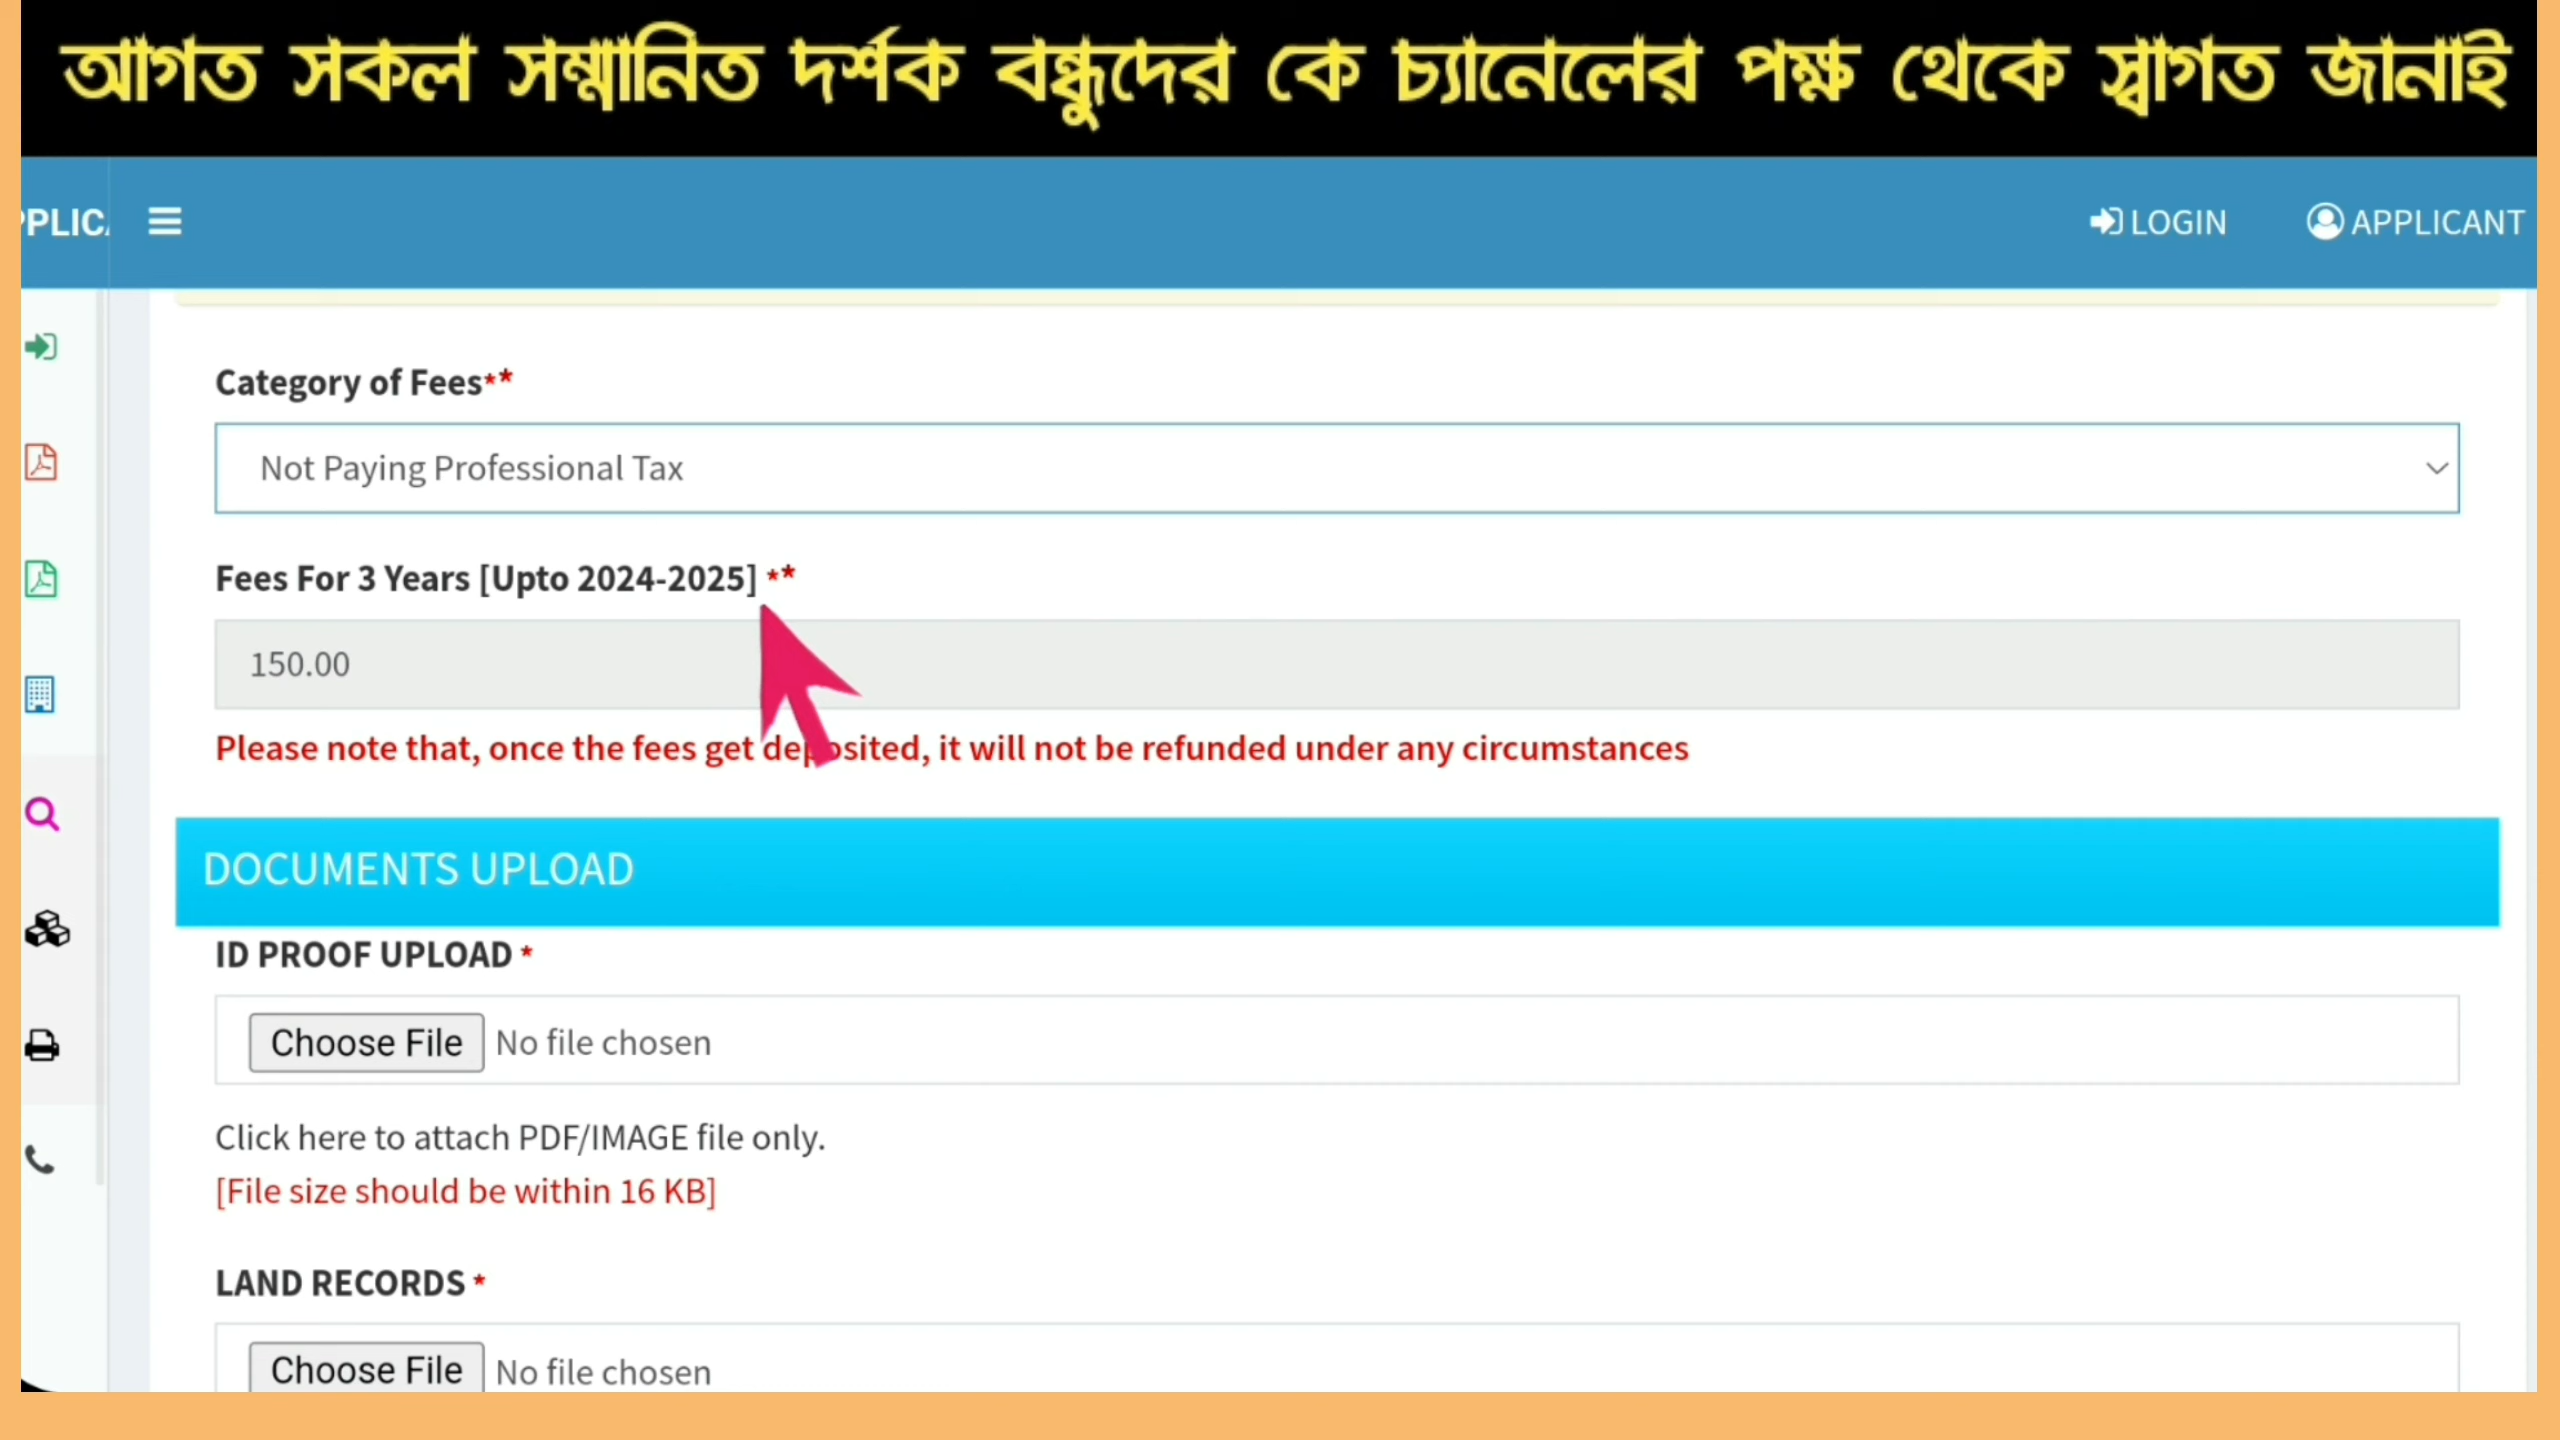 আগত সকল সম্মানিত দর্শক বন্ধুদের কে চ্যানেলের পক্ষ থেকে স্বাগত জানাই
LOGIN APPLICANT
Category of Fees**
Not Paying Professional Tax
Fees For 3 Years [Upto 2024-2025] **
150.00
Please note that, once the fees get deposited, it will not be refunded under any circumstances
DOCUMENTS UPLOAD
ID PROOF UPLOAD *
Choose File No file chosen
Click here to attach PDF/IMAGE file only.
[File size should be within 16 KB]
LAND RECORDS *
Choose File No file chosen